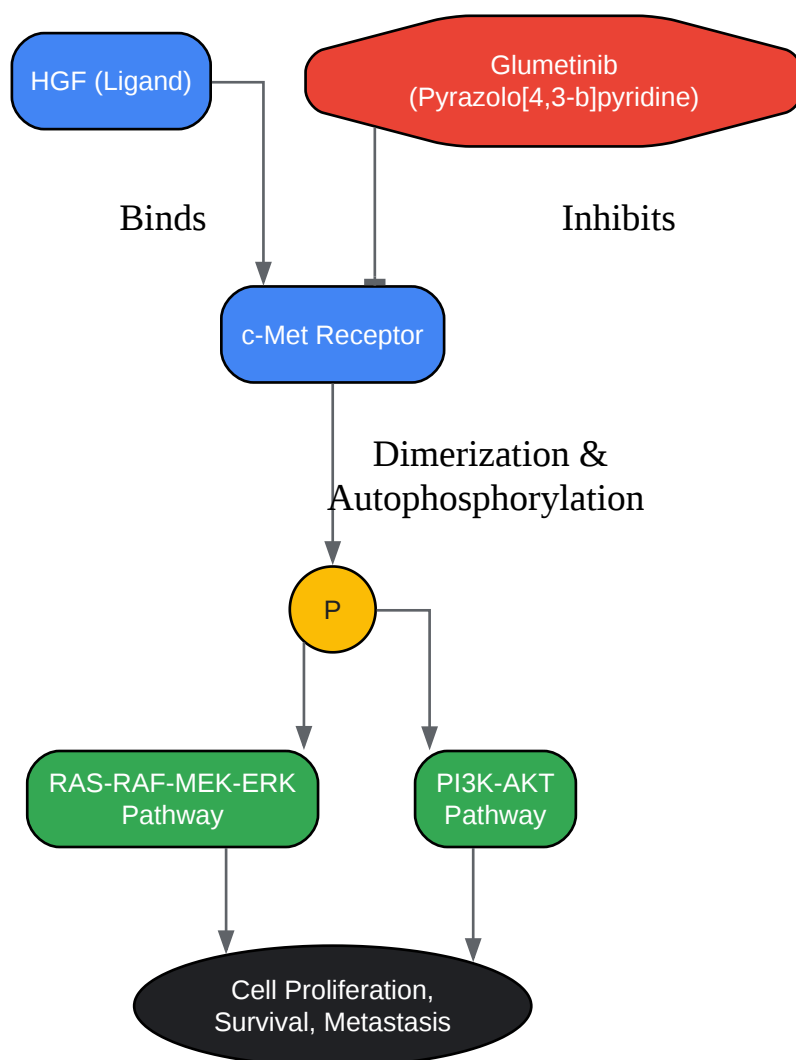 HGF (Ligand)
Glumetinib
(Pyrazolo[4,3-b]pyridine)
Binds
Inhibits
c-Met Receptor
Dimerization &
Autophosphorylation
P
RAS-RAF-MEK-ERK
Pathway
PI3K-AKT
Pathway
Cell Proliferation,
Survival, Metastasis